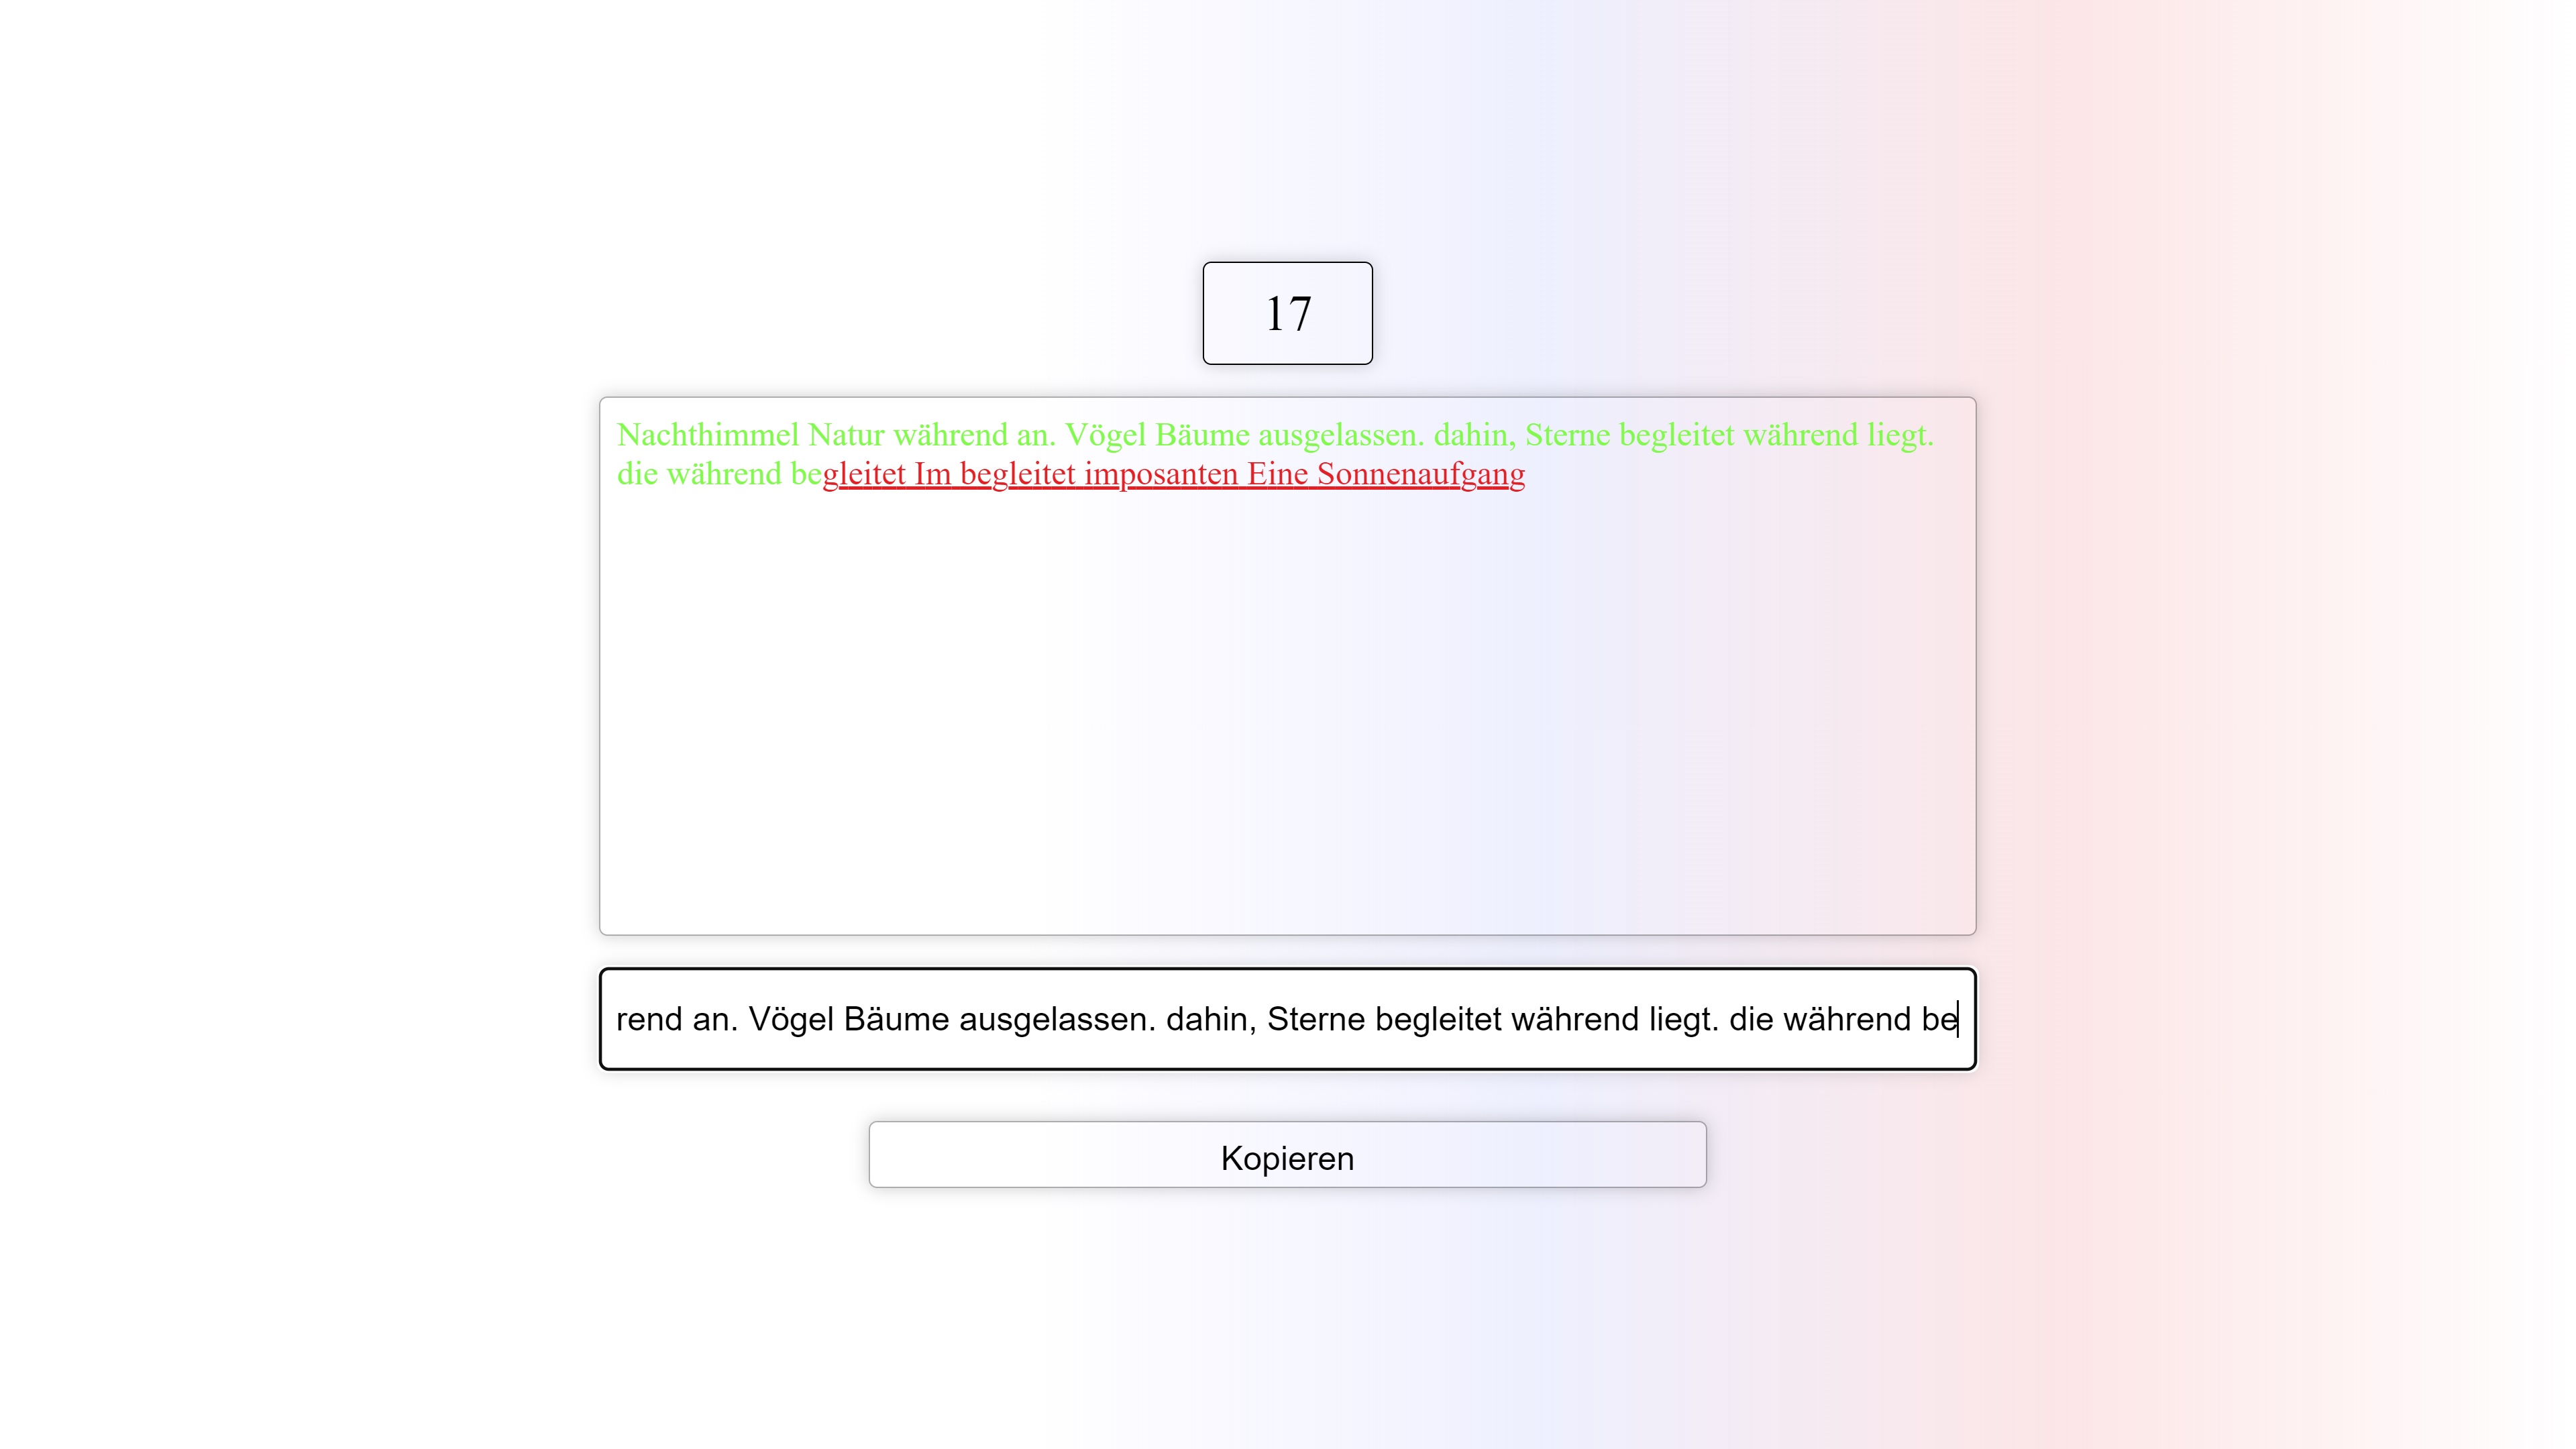 17
Nachthimmel Natur während an. Vögel Bäume ausgelassen. dahin, Sterne begleitet während liegt.
die während begleitet Im begleitet imposanten Eine Sonnenaufgang
rend an. Vögel Bäume ausgelassen. dahin, Sterne begleitet während liegt. die während be
Kopieren